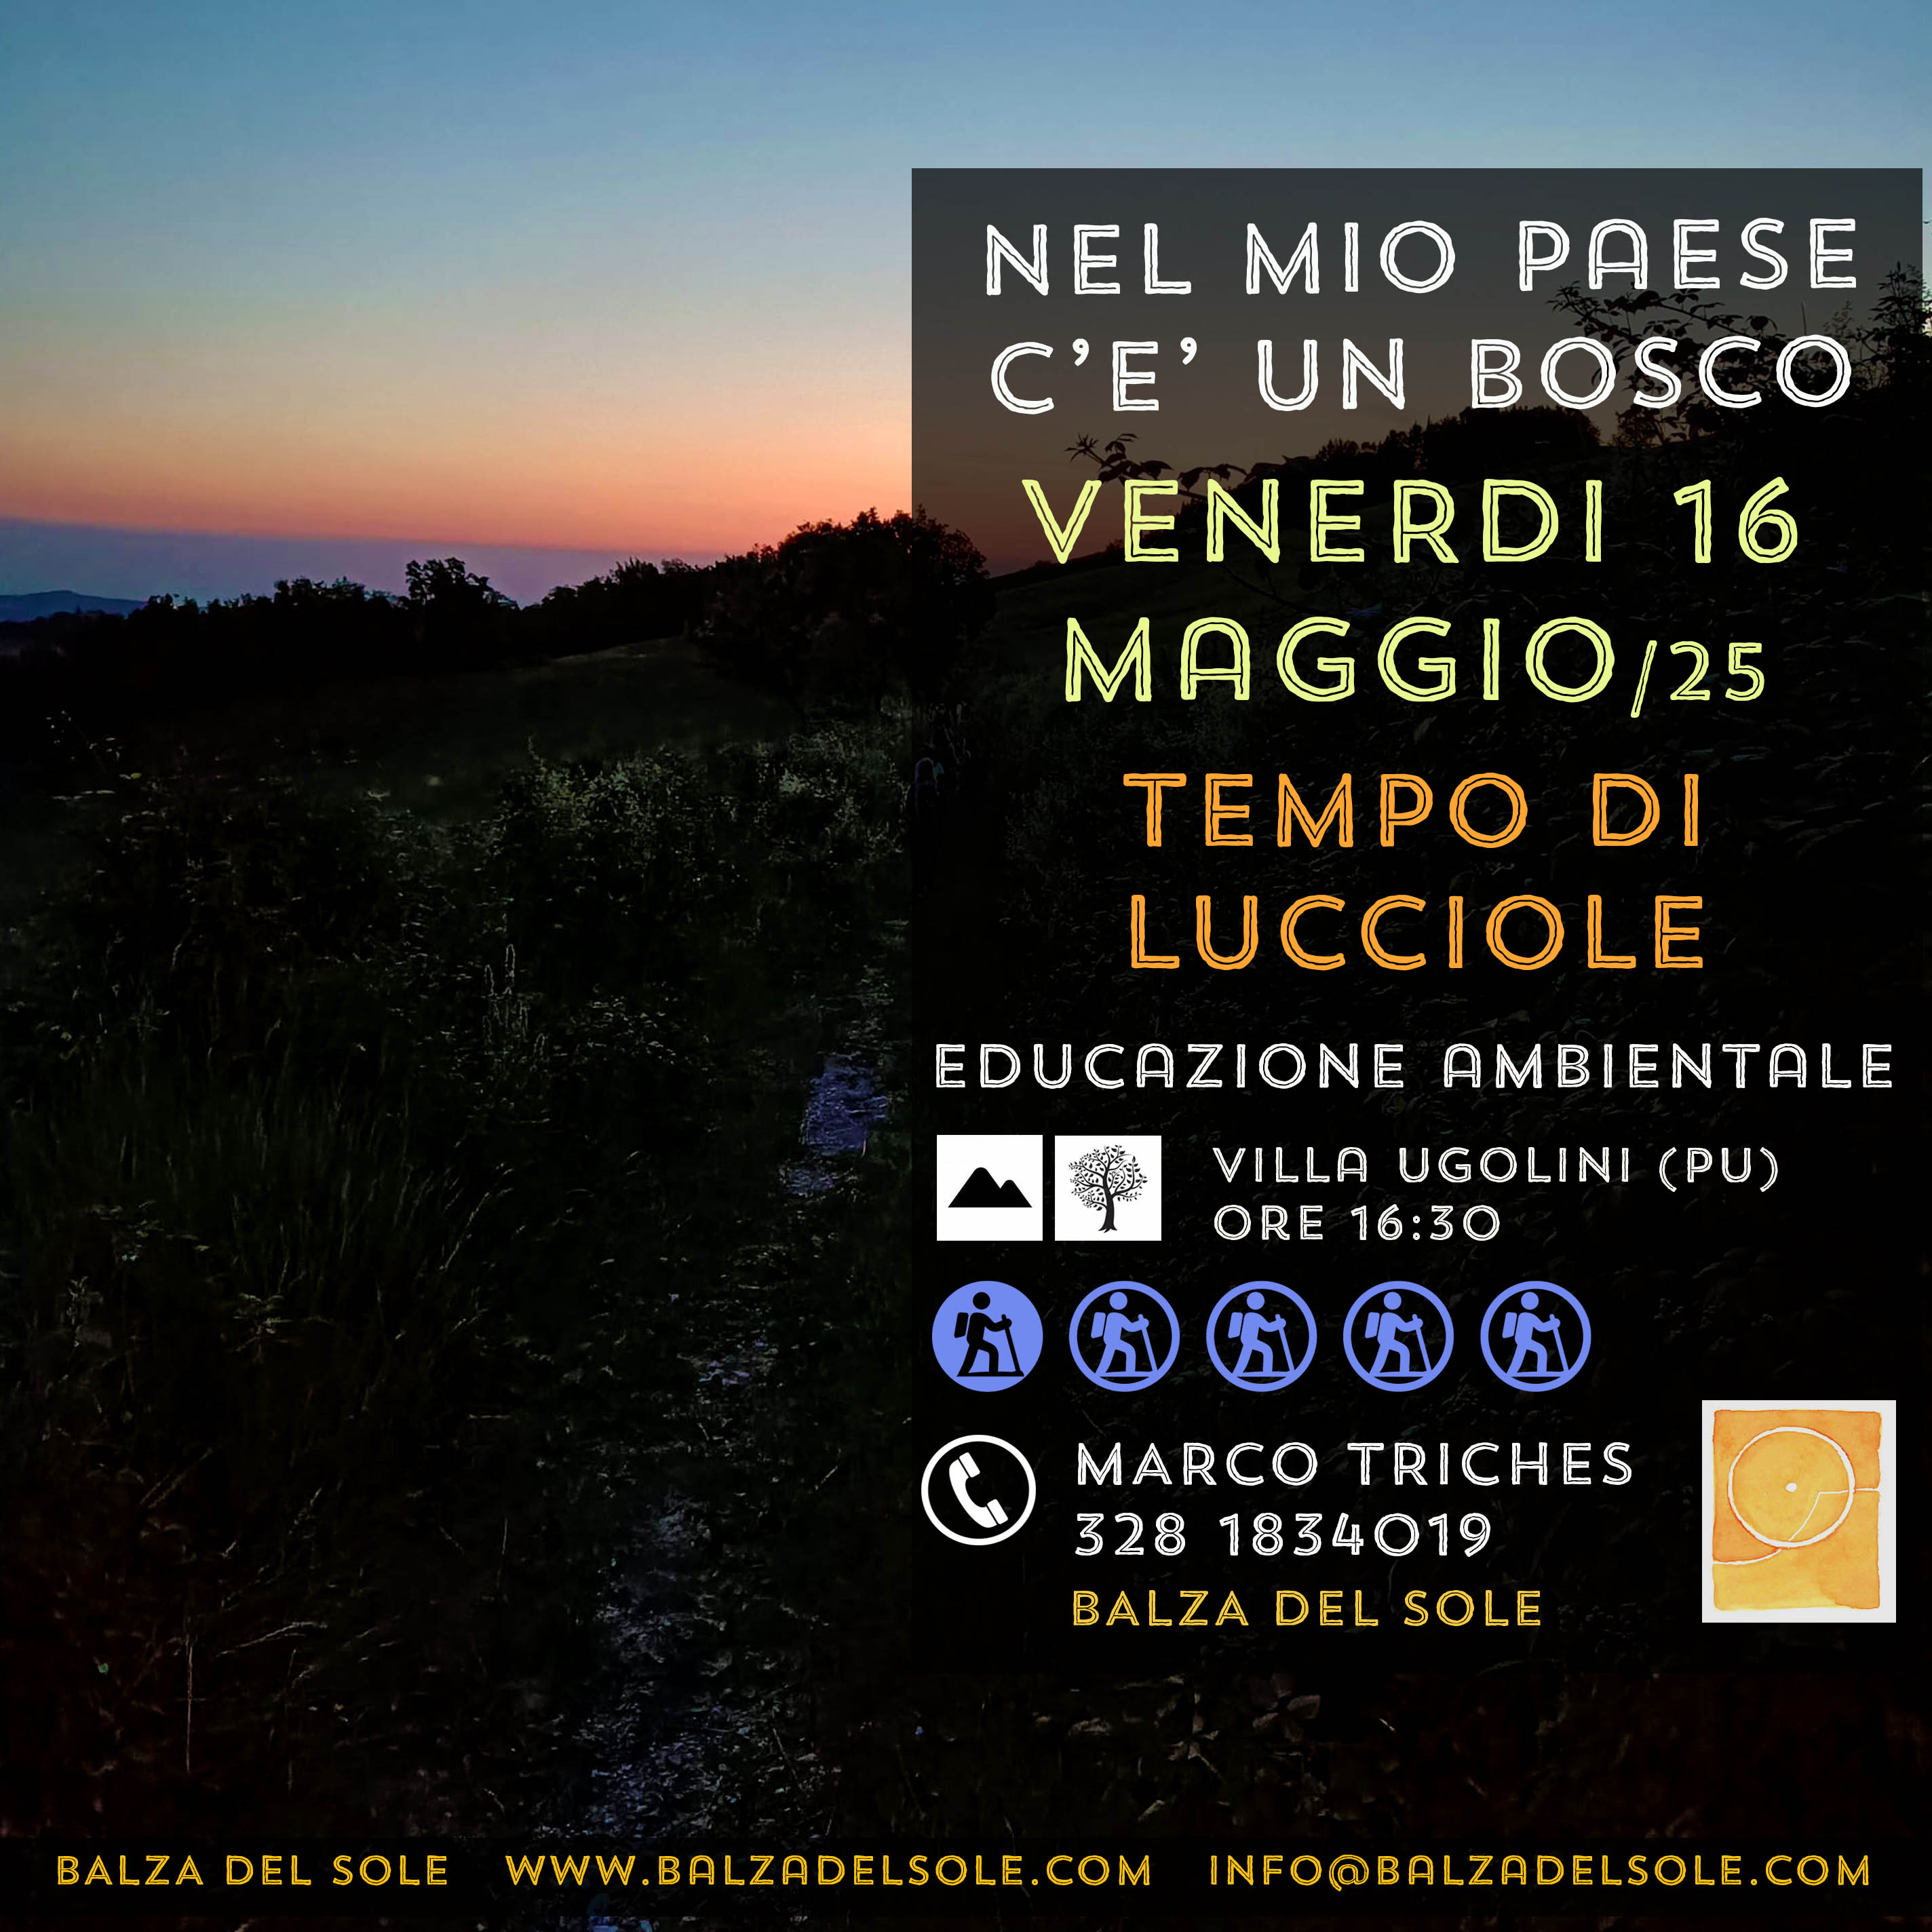 NEL MIO PAESE
C'E' UN BOSCO
VENERDI 16
MAGGIO/25
TEMPO DI
LUCCIOLE
EDUCAZIONE AMBIENTALE
VILLA UGOLINI (PU)
ORE 16:30
MARCO TRICHES
328 1834019
BALZA DEL SOLE
BALZA DEL SOLE WWW.BALZADELSOLE.COM INFO@BALZADELSOLE.COM